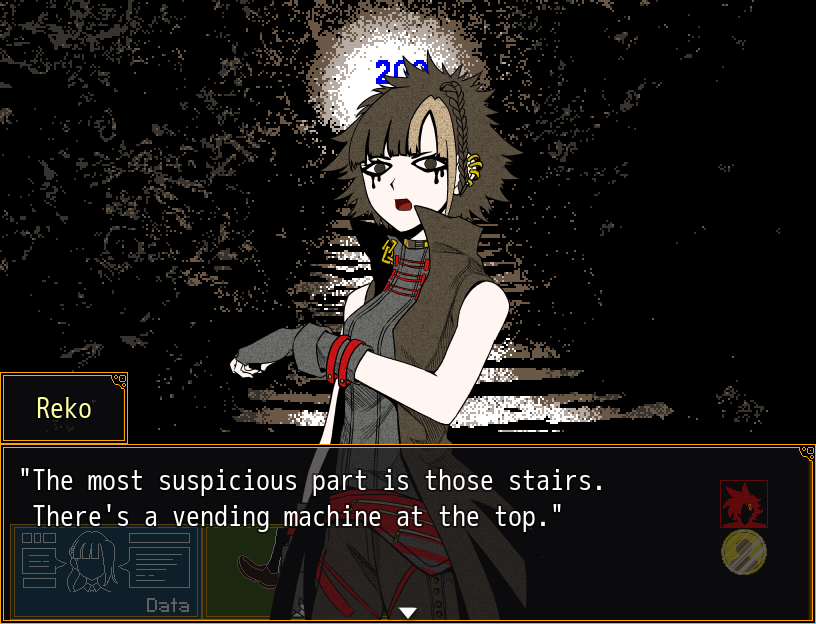 Reko
"The most suspicious part is those stairs.
There's a vending machine at the top."
Data